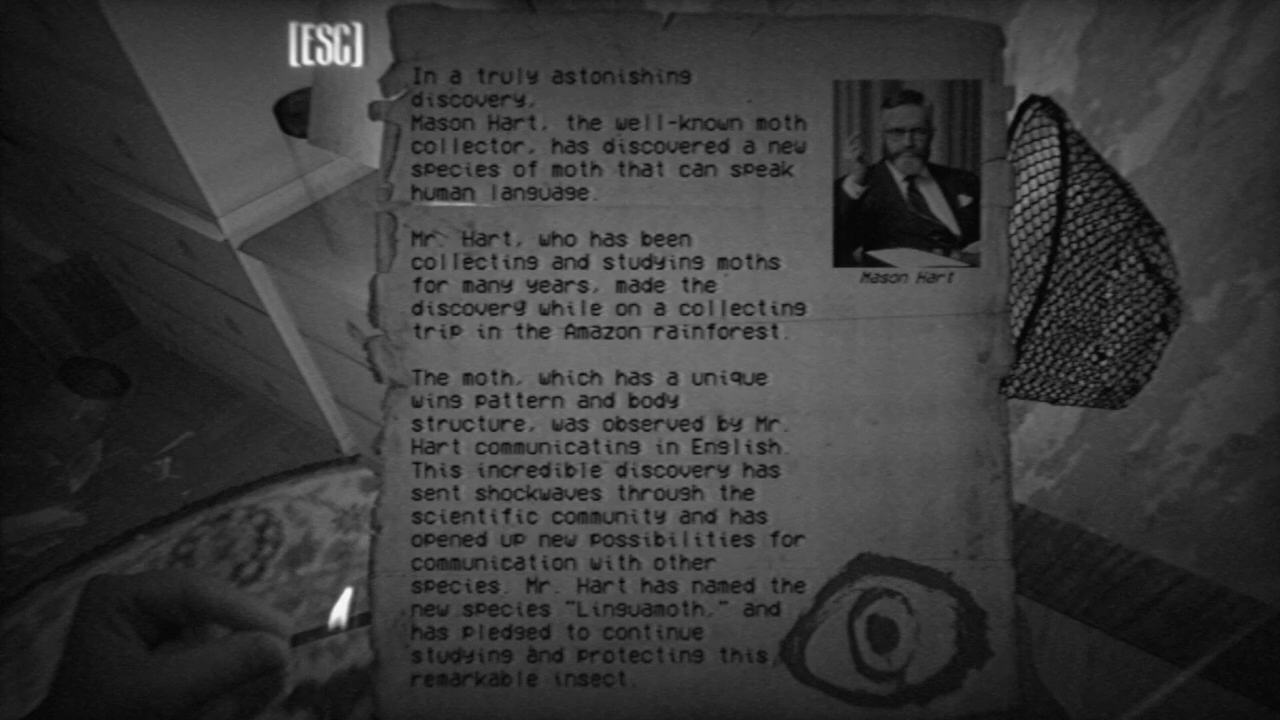 [ESC]
In a truly astonishing
discovery,
Mason Hart, the well-known moth
collector, has discovered a new
species of moth that can speak
human language.
Mr. Hart, who has been
collecting and studying moths
for many years, made the
discovery while on a collecting
trip in the Amazon rainforest.
The moth, which has a unique
wing pattern and body
structure, was observed by Mr.
Hart communicating in English.
This incredible discovery has
sent shockwaves through the
scientific community and has
opened up new possibilities for
communication with other
species. Mr. Hart has named the
new species "Linguamoth," and
has pledged to continue
studying and protecting this
remarkable insect.
Mason Hart